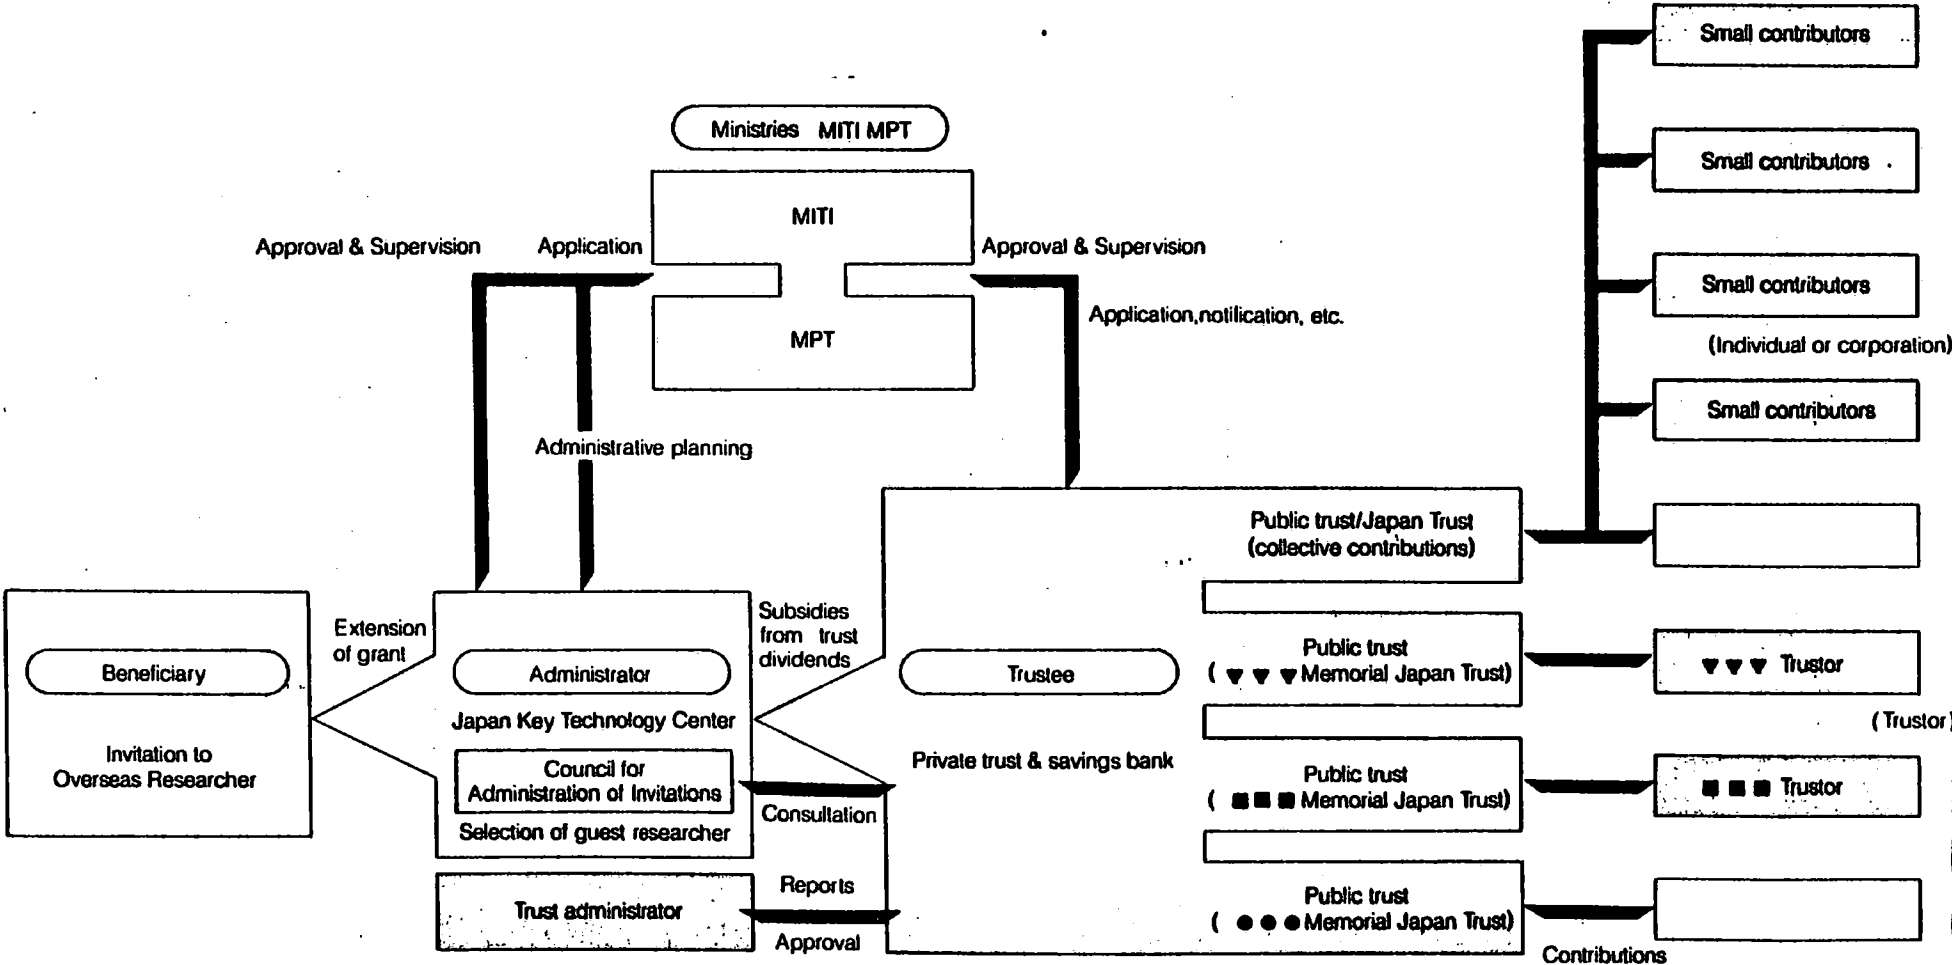 Small contributors
Ministries MITI MPT
Small contributors
MITI
Approval & Supervision
Application
Approval & Supervision
Small contributors
Application,notilication, etc.
MPT
(Individual or corporation)
Small contributors
Administrative planning
Public trust/Japan Trust
(collective contributions)
Extension
of grant
Subsidies
from trust
dividends
Beneficiary
Invitation to
Overseas Researcher
Administrator
Japan Key Technology Center
Council for
Administration of Invitations
Selection of guest researcher
Trustee
Private trust & savings bank
Public trust
( ▼ ▼ ▼ Memorial Japan Trust)
▼ ▼ ▼ Trustor
(Trustor)
Public trust
( ■ ■ ■ Memorial Japan Trust)
■ ■ ■ Trustor
Consultation
Trust administrator
Reports
Approval
Public trust
( ● ● ● Memorial Japan Trust)
Contributions